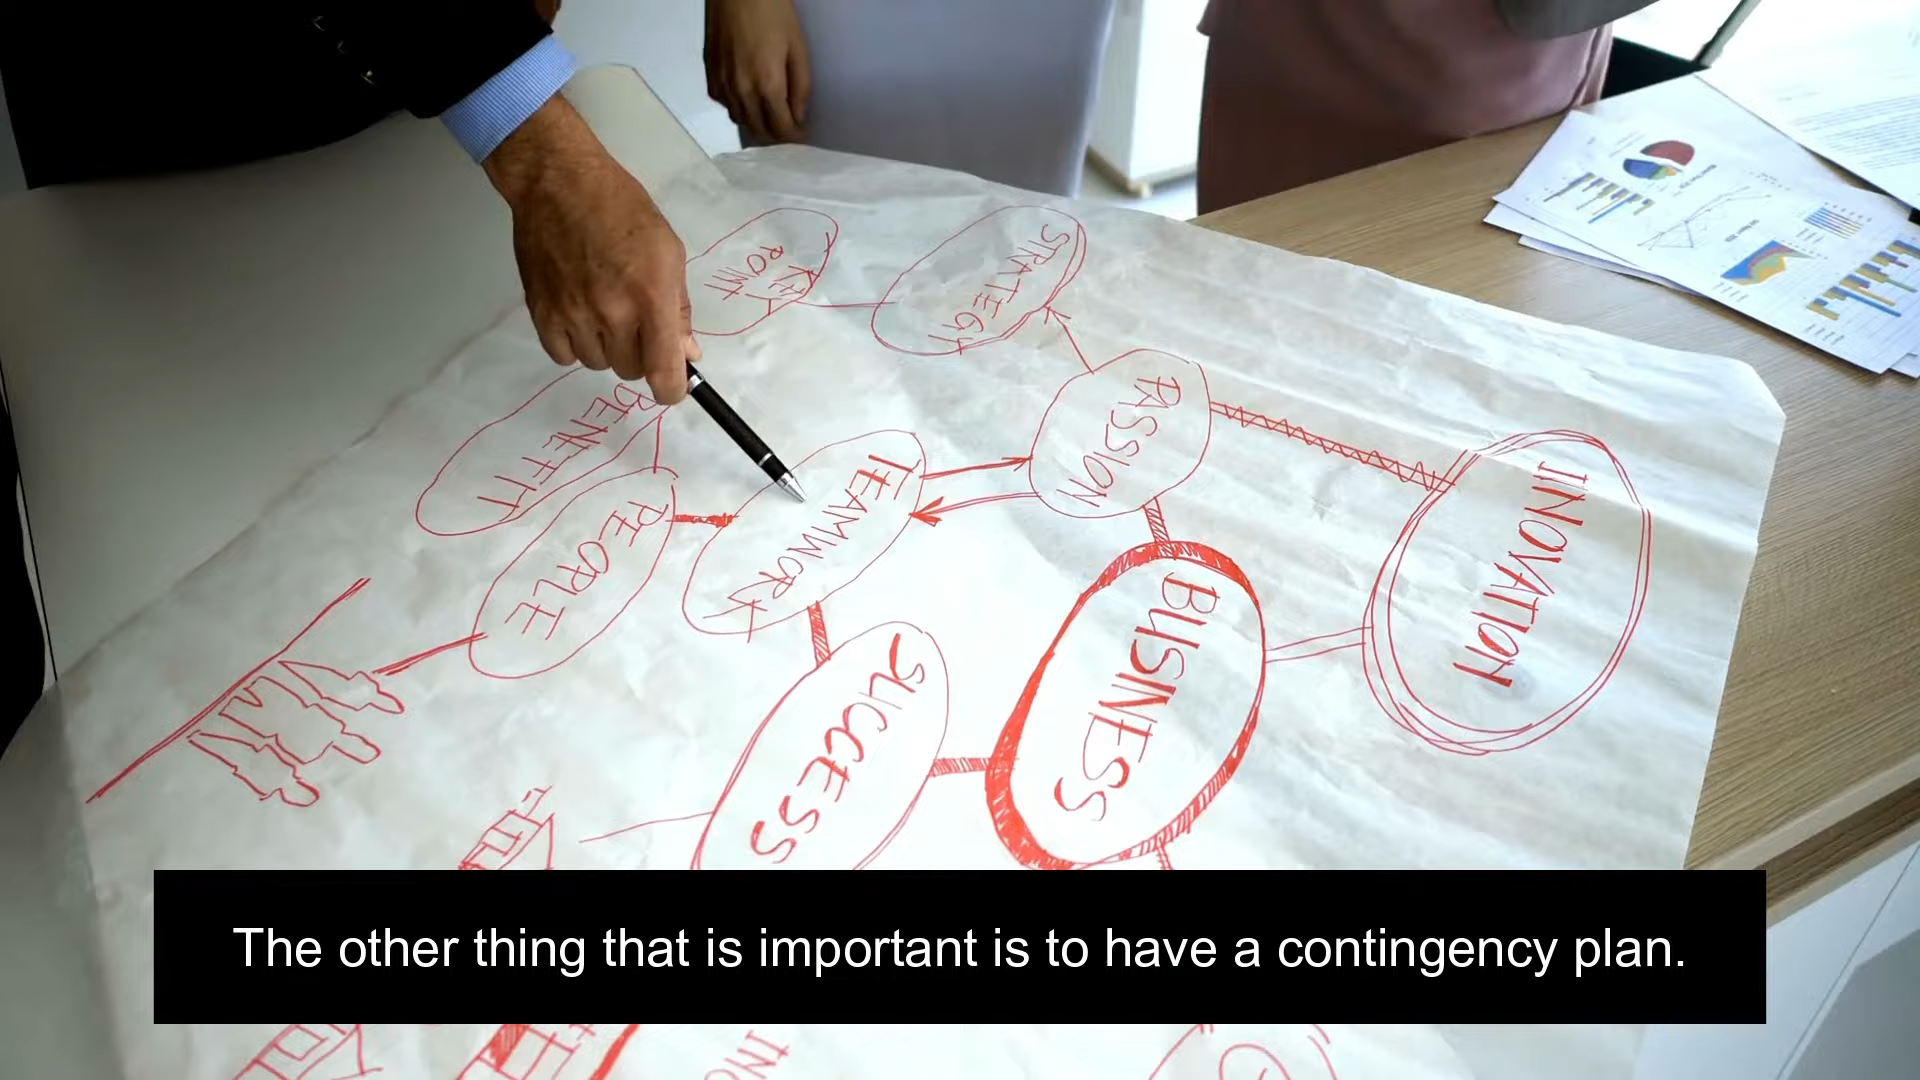 KEY
POINT
STRATEGY
BENEFIT
PASSION
TEAMWORK
PEOPLE
INOVATION
BUSINESS
SUCCESS
The other thing that is important is to have a contingency plan.